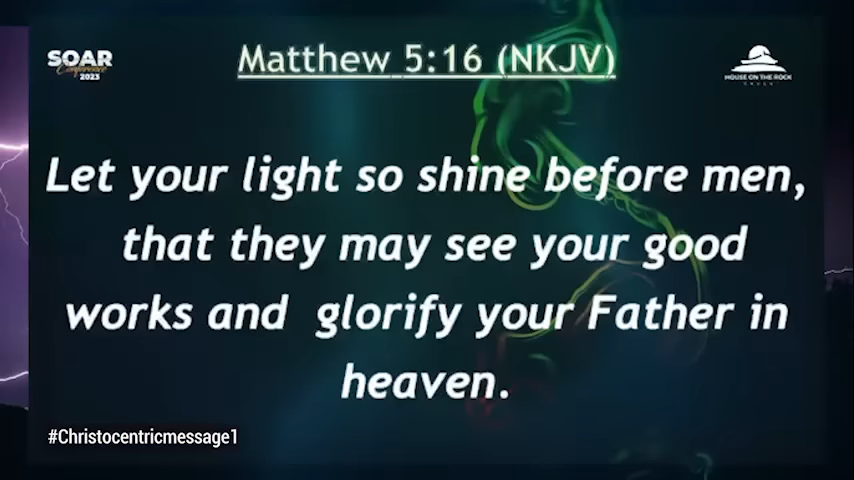 SOAR
Conference
2023
Matthew 5:16 (NKJV)
HOUSE ON THE ROCK
Let your light so shine before men,
that they may see your good
works and glorify your Father in
heaven.
#Christocentricmessage1